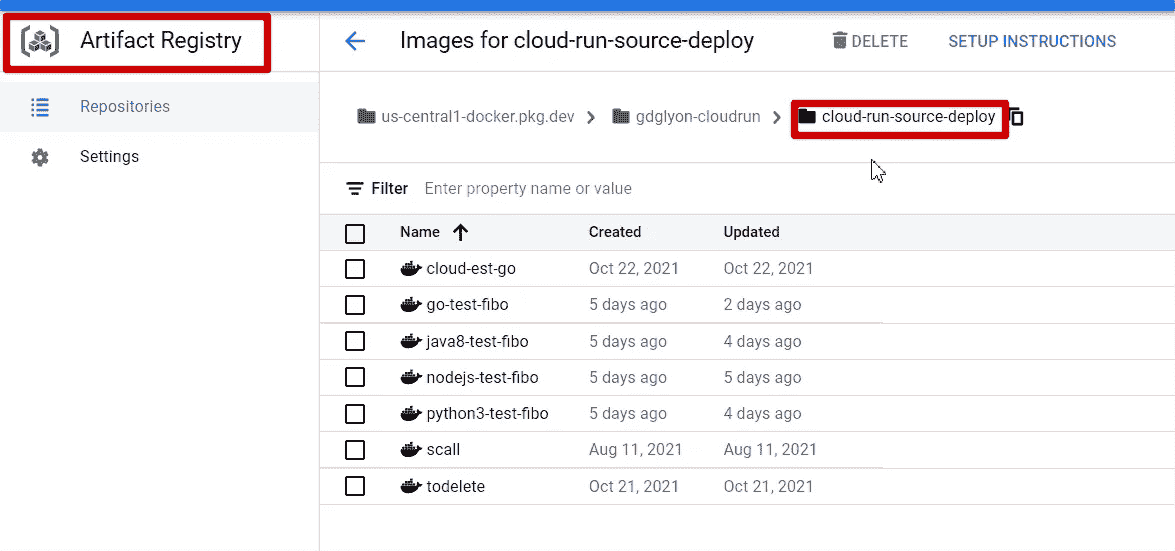 Artifact Registry
Images for cloud-run-source-deploy
DELETE
SETUP INSTRUCTIONS
Repositories
Settings
us-central1-docker.pkg.dev
gdglyon-cloudrun
cloud-run-source-deploy
Filter Enter property name or value
Name Created Updated
cloud-est-go Oct 22, 2021 Oct 22, 2021
go-test-fibo 5 days ago 2 days ago
java8-test-fibo 5 days ago 4 days ago
nodejs-test-fibo 5 days ago 5 days ago
python3-test-fibo 5 days ago 4 days ago
scall Aug 11, 2021 Aug 11, 2021
todelete Oct 21, 2021 Oct 21, 2021